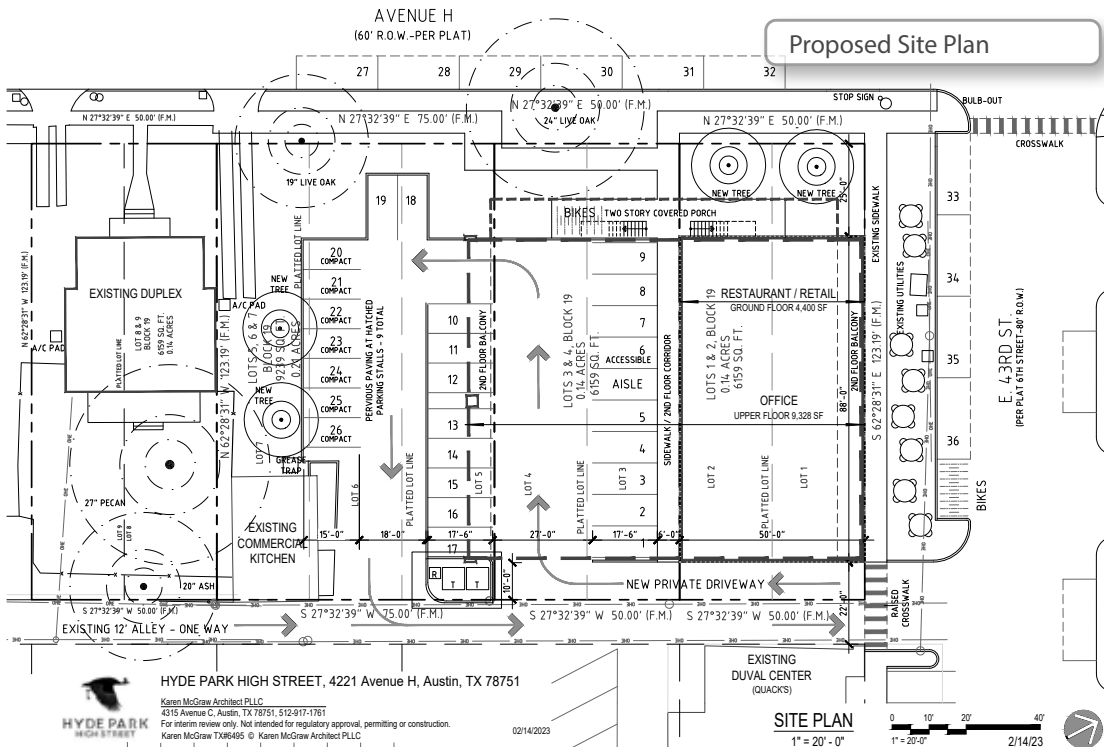 AVENUE H
(60' R.O.W.-PER PLAT)
Proposed Site Plan
27
28
29
30
31
32
STOP SIGN
BULB-OUT
CROSSWALK
N 27°32'39" E 50.00' (F.M.)
N 27°32'39" E 75.00' (F.M.)
N 27°32'39" E 50.00' (F.M.)
24" LIVE OAK
N 27°32'39" E 50.00' (F.M.)
19" LIVE OAK
NEW TREE
NEW TREE
25'-0"
19
18
BIKES
TWO STORY COVERED PORCH
EXISTING SIDEWALK
33
34
35
36
BIKES
E. 43RD ST.
(PER PLAT 6TH STREET-80' R.O.W.)
N 62°28'31" W 123.19' (F.M.)
EXISTING DUPLEX
LOT 8 & 9
BLOCK 19
6159 SQ. FT.
0.14 ACRES
PLATTED LOT LINE
A/C PAD
A/C PAD
N 62°28'31" W 123.19' (F.M.)
LOTS 5, 6 & 7
BLOCK 19
9239 SQ. FT.
0.21 ACRES
PLATTED LOT LINE
NEW
TREE
NEW
TREE
20
COMPACT
21
COMPACT
22
COMPACT
23
COMPACT
24
COMPACT
25
COMPACT
26
COMPACT
PERVIOUS PAVING AT HATCHED
PARKING STALLS - 9 TOTAL
PLATTED LOT LINE
10
11
12
13
14
15
16
17
2ND FLOOR BALCONY
LOTS 3 & 4, BLOCK 19
0.14 ACRES
6159 SQ. FT.
9
8
7
6
ACCESSIBLE
AISLE
5
4
3
2
1
SIDEWALK / 2ND FLOOR CORRIDOR
RESTAURANT / RETAIL
GROUND FLOOR 4,400 SF
LOTS 1 & 2, BLOCK 19
0.14 ACRES
6159 SQ. FT.
OFFICE
UPPER FLOOR 9,328 SF
2ND FLOOR BALCONY
88'-0"
S 62°28'31" E 123.19' (F.M.)
EXISTING UTILITIES
LOT 7
GREASE
TRAP
LOT 6
LOT 5
LOT 4
PLATTED LOT LINE
LOT 3
LOT 2
PLATTED LOT LINE
LOT 1
27" PECAN
LOT 9
LOT 8
EXISTING
COMMERCIAL
KITCHEN
15'-0"
18'-0"
17'-6"
27'-0"
17'-6"
6'-0"
50'-0"
20" ASH
R
T
T
10'-0"
NEW PRIVATE DRIVEWAY
22'-0"
RAISED
CROSSWALK
S 27°32'39" W 50.00' (F.M.)
S 27°32'39" W 75.00' (F.M.)
S 27°32'39" W 50.00' (F.M.)
S 27°32'39" W 50.00' (F.M.)
EXISTING 12' ALLEY - ONE WAY
OHE
EXISTING
DUVAL CENTER
(QUACK'S)
HYDE PARK
HIGH STREET
HYDE PARK HIGH STREET, 4221 Avenue H, Austin, TX 78751
Karen McGraw Architect PLLC
4315 Avenue C, Austin, TX 78751, 512-917-1761
For interim review only. Not intended for regulatory approval, permitting or construction.
Karen McGraw TX#6495 © Karen McGraw Architect PLLC
02/14/2023
SITE PLAN
1" = 20' - 0"
0 10' 20' 40'
1" = 20'-0"
2/14/23